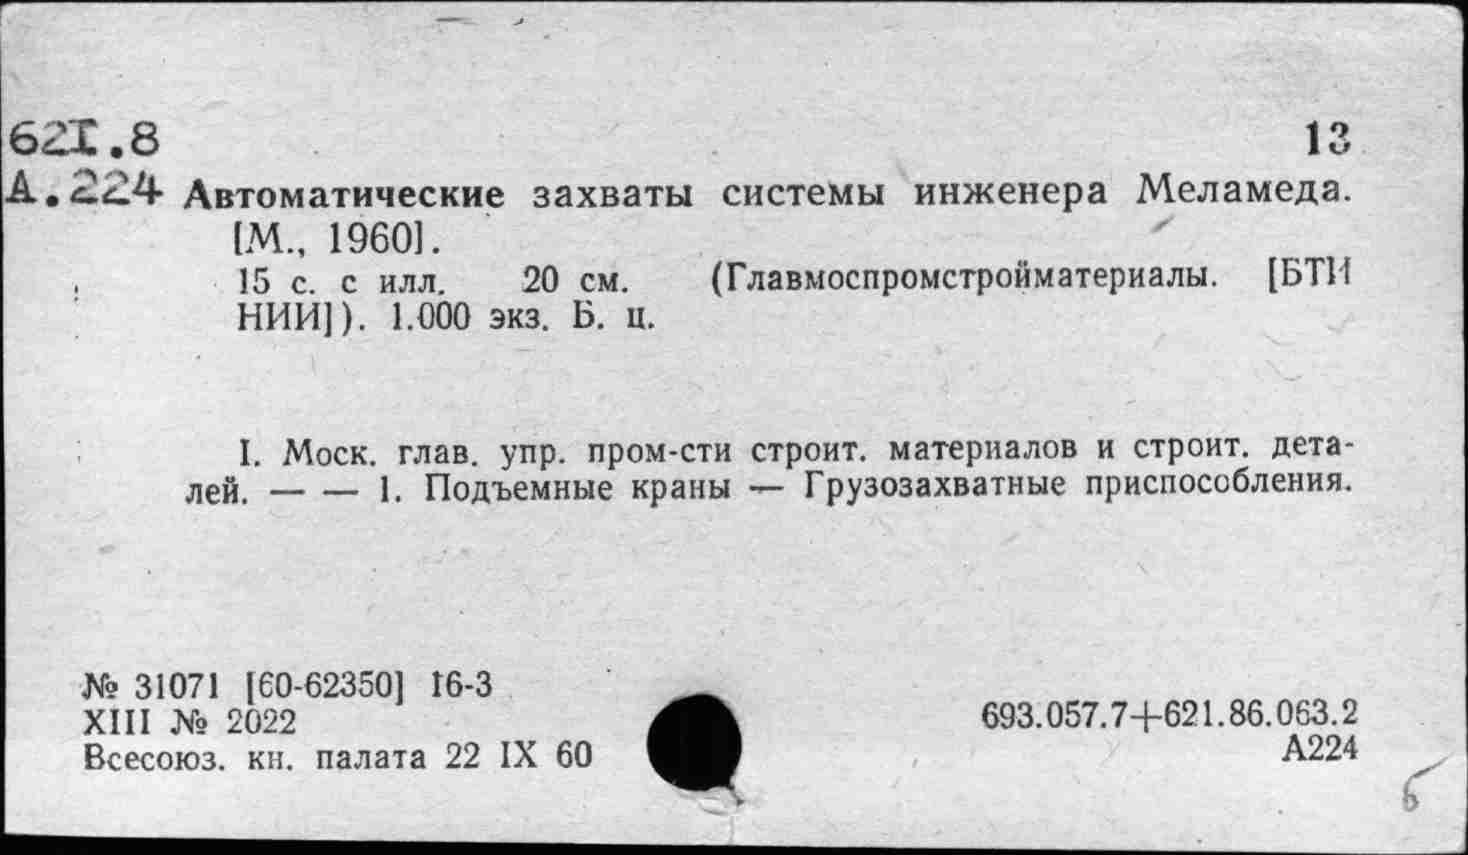 621.8 13
А.224 Автоматические захваты системы инженера Меламеда.
[М., 1960].
15 с. с илл. 20 см. (Главмоспромстройматериалы. [БТИ
НИИ]). 1.000 экз. Б. ц.
I. Моск. глав. упр. пром-сти строит. материалов и строит. дета-
лей. — — 1. Подъемные краны — Грузозахватные приспособления.
№ 31071 [60-62350] 16-3
XIII № 2022
Всесоюз. кн. палата 22 IX 60
693.057.7+621.86.063.2
А224